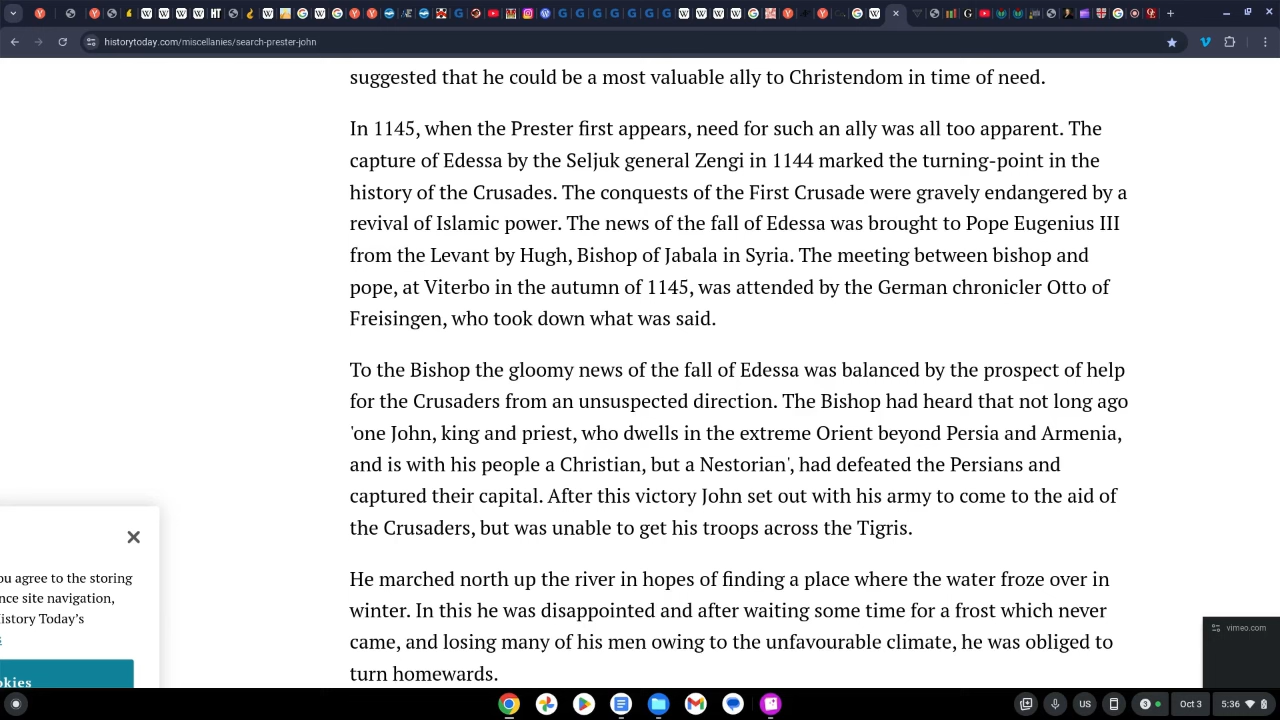 historytoday.com/miscellanies/search-prester-john
suggested that he could be a most valuable ally to Christendom in time of need.
In 1145, when the Prester first appears, need for such an ally was all too apparent. The
capture of Edessa by the Seljuk general Zengi in 1144 marked the turning-point in the
history of the Crusades. The conquests of the First Crusade were gravely endangered by a
revival of Islamic power. The news of the fall of Edessa was brought to Pope Eugenius III
from the Levant by Hugh, Bishop of Jabala in Syria. The meeting between bishop and
pope, at Viterbo in the autumn of 1145, was attended by the German chronicler Otto of
Freisingen, who took down what was said.
To the Bishop the gloomy news of the fall of Edessa was balanced by the prospect of help
for the Crusaders from an unsuspected direction. The Bishop had heard that not long ago
'one John, king and priest, who dwells in the extreme Orient beyond Persia and Armenia,
and is with his people a Christian, but a Nestorian', had defeated the Persians and
captured their capital. After this victory John set out with his army to come to the aid of
the Crusaders, but was unable to get his troops across the Tigris.
He marched north up the river in hopes of finding a place where the water froze over in
winter. In this he was disappointed and after waiting some time for a frost which never
came, and losing many of his men owing to the unfavourable climate, he was obliged to
turn homewards.
ou agree to the storing
nce site navigation,
istory Today's
s
okies
vimeo.com
US
3
Oct 3
5:36